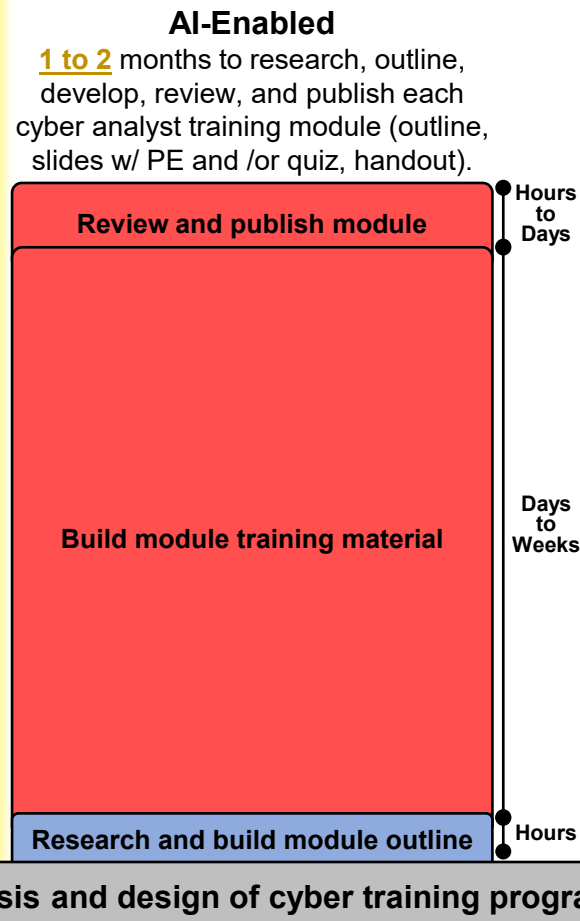 AI-Enabled
1 to 2 months to research, outline,
develop, review, and publish each
cyber analyst training module (outline,
slides w/ PE and /or quiz, handout).
Review and publish module
Hours
to
Days
Build module training material
Days
to
Weeks
Research and build module outline
Hours
sis and design of cyber training progra